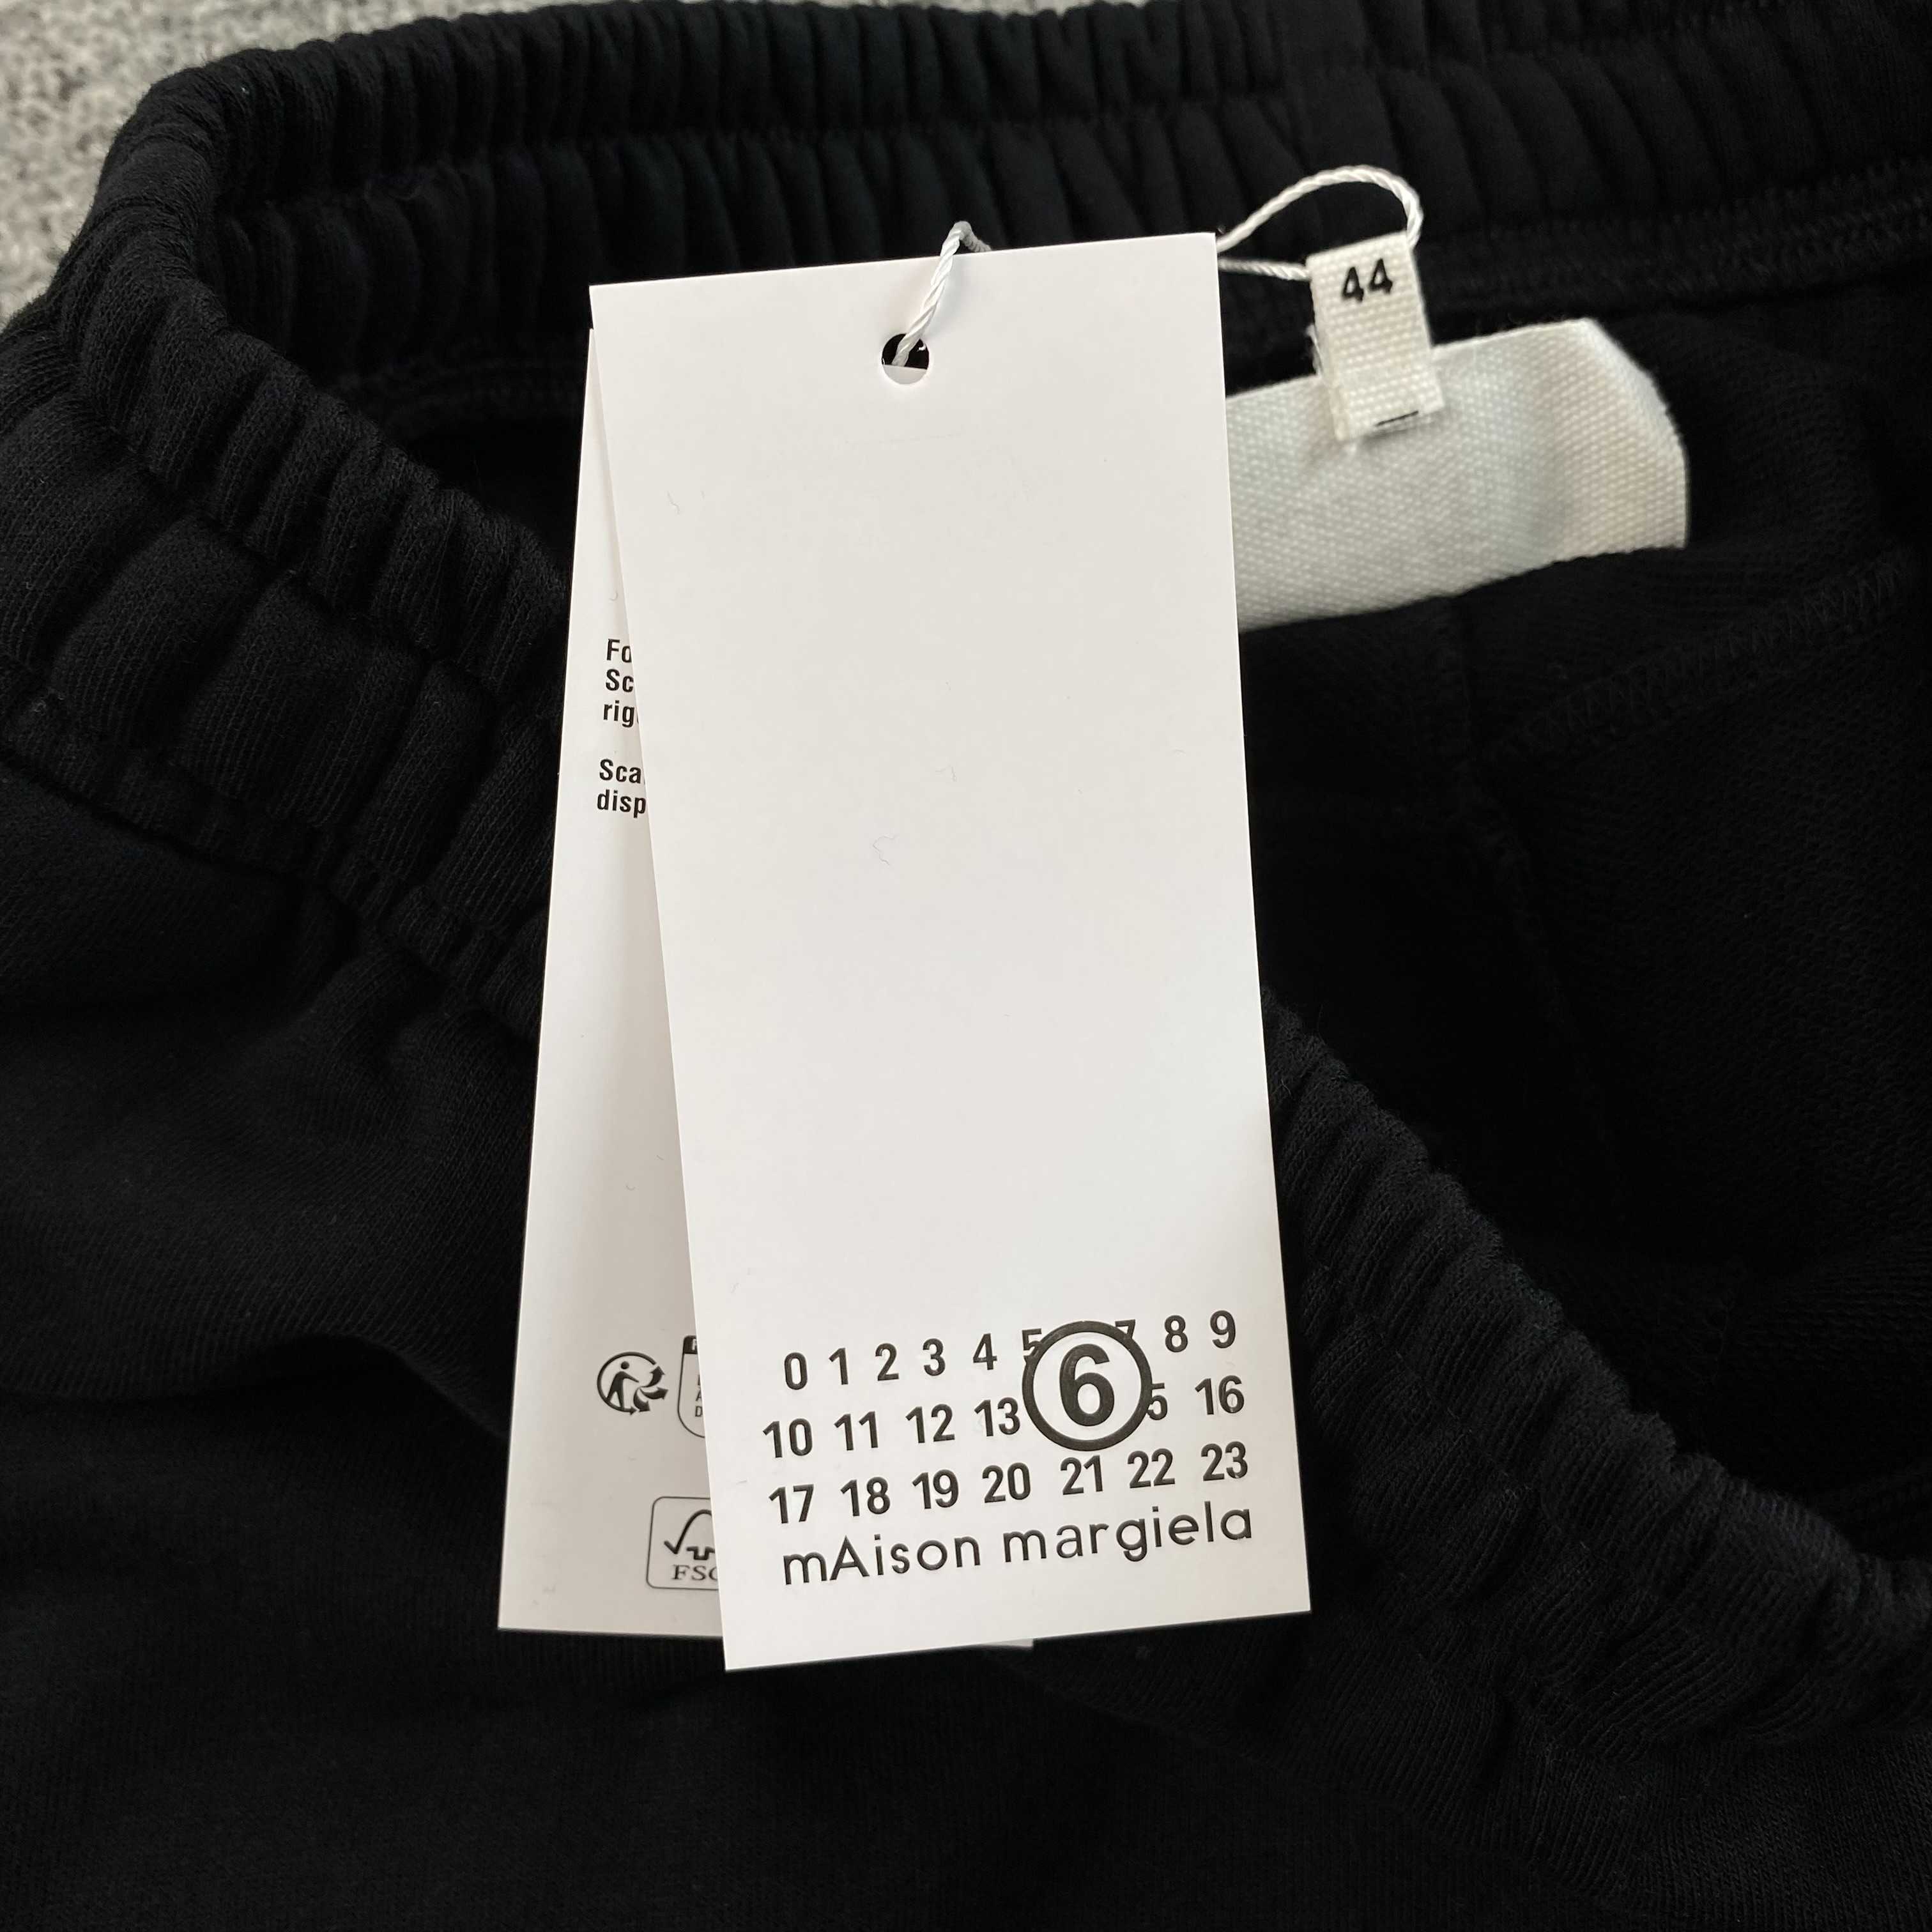 44
Fo
Sc
rig
Sca
disp
0 1 2 3 4 5 6 7 8 9
10 11 12 13 5 16
17 18 19 20 21 22 23
mAison margiela
FSC